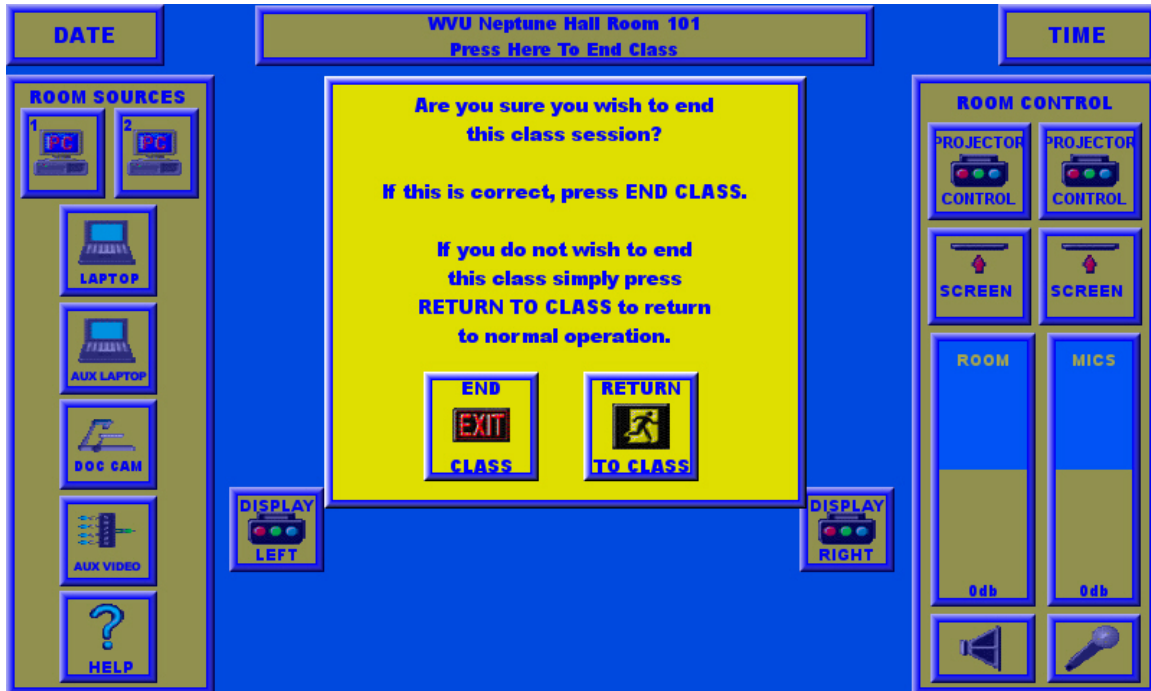 DATE
WVU Neptune Hall Room 101
Press Here To End Class
TIME
ROOM SOURCES
1
PC
2
PC
LAPTOP
AUX LAPTOP
DOC CAM
AUX VIDEO
HELP
Are you sure you wish to end
this class session?
If this is correct, press END CLASS.
If you do not wish to end
this class simply press
RETURN TO CLASS to return
to normal operation.
END
EXIT
CLASS
RETURN
TO CLASS
DISPLAY
LEFT
DISPLAY
RIGHT
ROOM CONTROL
PROJECTOR
CONTROL
PROJECTOR
CONTROL
SCREEN
SCREEN
ROOM
0db
MICS
0db